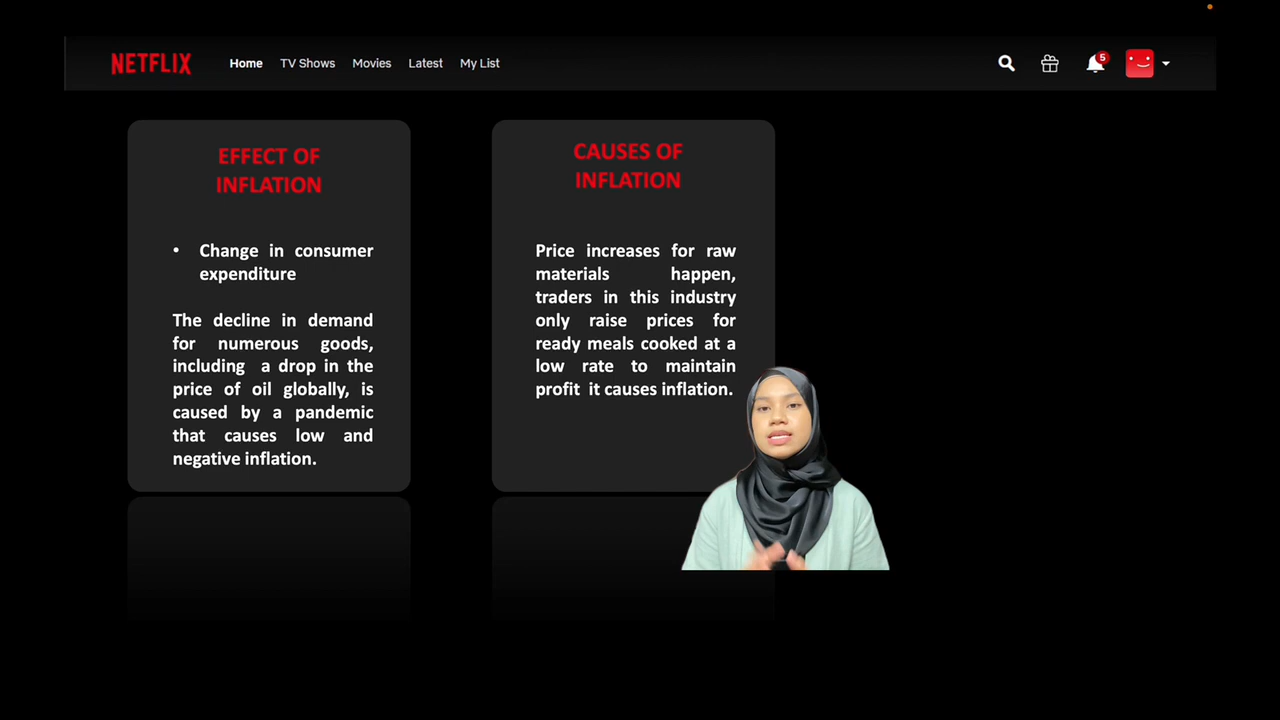 NETFLIX Home TV Shows Movies Latest My List 5
EFFECT OF
INFLATION
• Change in consumer
expenditure
The decline in demand
for numerous goods,
including a drop in the
price of oil globally, is
caused by a pandemic
that causes low and
negative inflation.
CAUSES OF
INFLATION
Price increases for raw
materials happen,
traders in this industry
only raise prices for
ready meals cooked at a
low rate to maintain
profit it causes inflation.